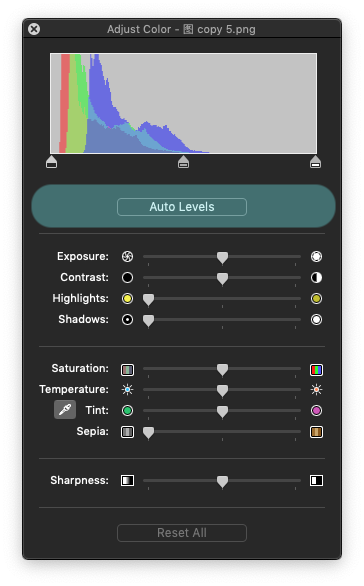 Adjust Color - 图 copy 5.png
Auto Levels
Exposure:
Contrast:
Highlights:
Shadows:
Saturation:
Temperature:
Tint:
Sepia:
Sharpness:
Reset All